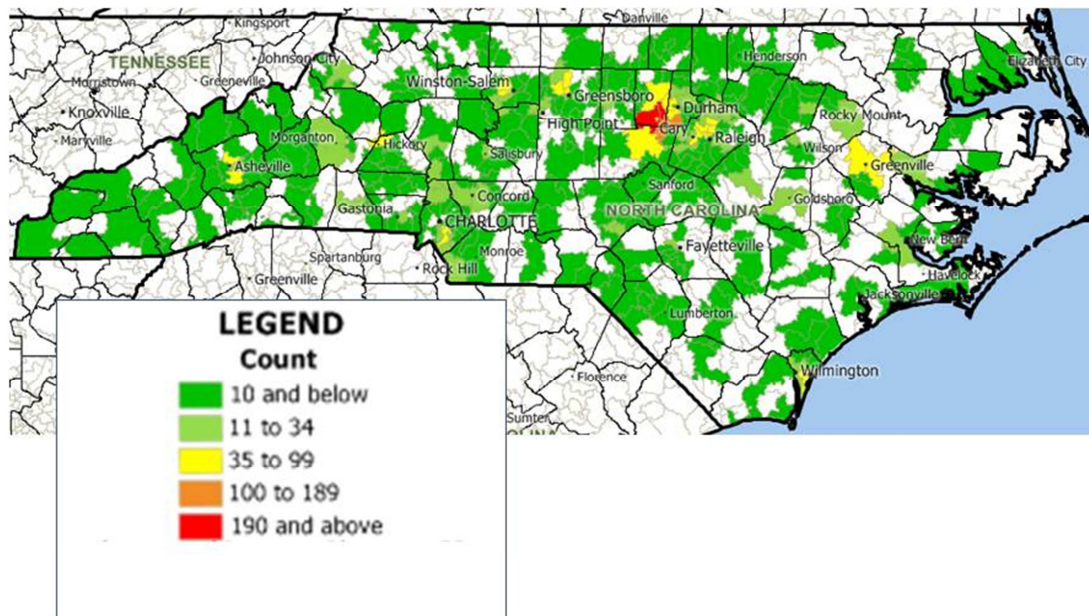 Kingsport
Danville
TENNESSEE
Johnson City
Henderson
Elizabeth City
Morristown
Greeneville
Winston-Salem
Greensboro
Durham
Knoxville
High Point
Cary
Rocky Mount
Maryville
Morganton
Hickory
Raleigh
Salisbury
Wilson
Asheville
Greenville
Concord
Sanford
Gastonia
NORTH CAROLINA
Goldsboro
CHARLOTTE
Monroe
Fayetteville
New Bern
Spartanburg
Rock Hill
Havelock
Greenville
Jacksonville
Lumberton
LEGEND
Count
10 and below
11 to 34
35 to 99
100 to 189
190 and above
Florence
Wilmington
Sumter